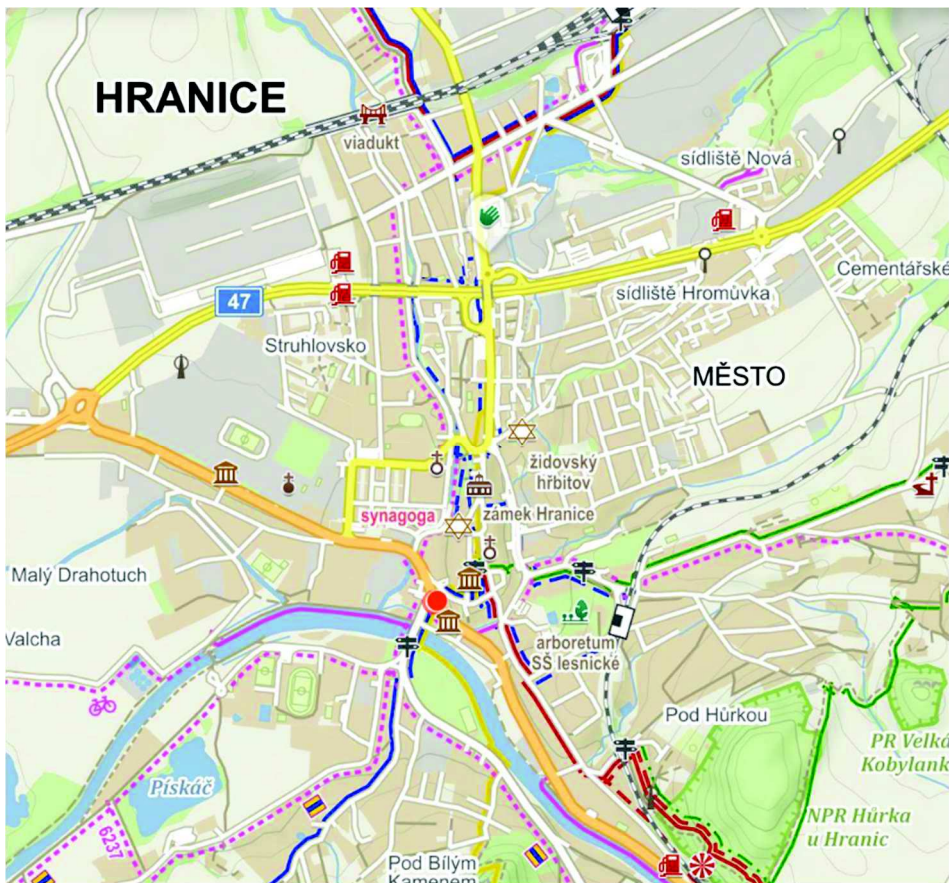 HRANICE
viadukt
sídliště Nová
Cementářské
47
sídliště Hromůvka
Struhlovsko
MĚSTO
židovský
hřbitov
synagoga
zámek Hranice
Malý Drahotuch
Valcha
arboretum
SŠ lesnické
Pod Hůrkou
PR Velká
Kobylank
Pískáč
NPR Hůrka
u Hranic
6237
Pod Bílým
Kamenem